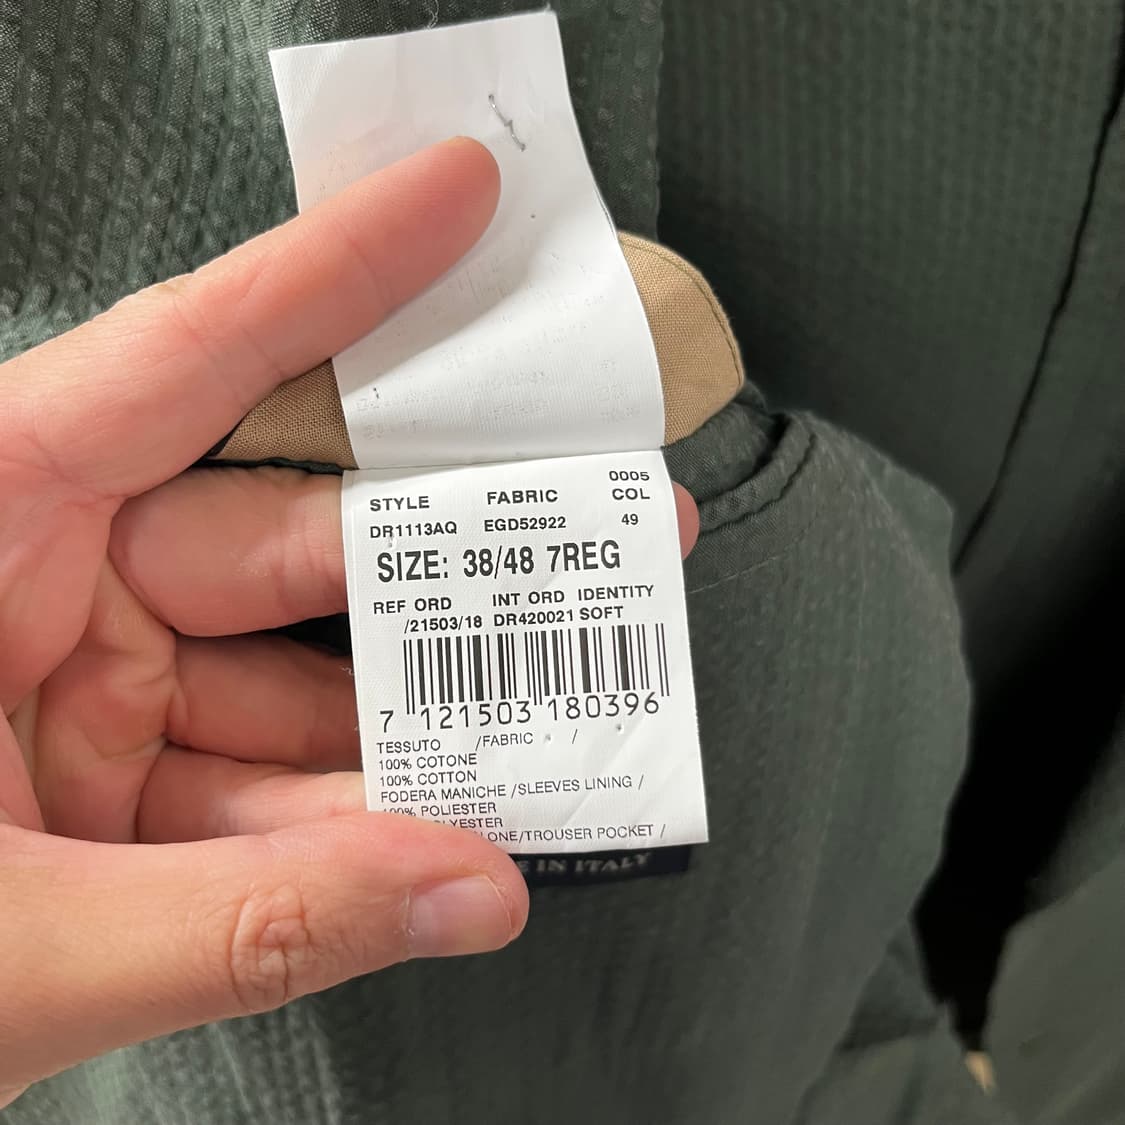 0005
STYLE FABRIC COL
DR1113AQ EGD52922 49
SIZE: 38/48 7REG
REF ORD INT ORD IDENTITY
/21503/18 DR420021 SOFT
7 121503 180396
TESSUTO /FABRIC /
100% COTONE
100% COTTON
FODERA MANICHE /SLEEVES LINING /
POLIESTER
/TROUSER POCKET /
IN ITALY